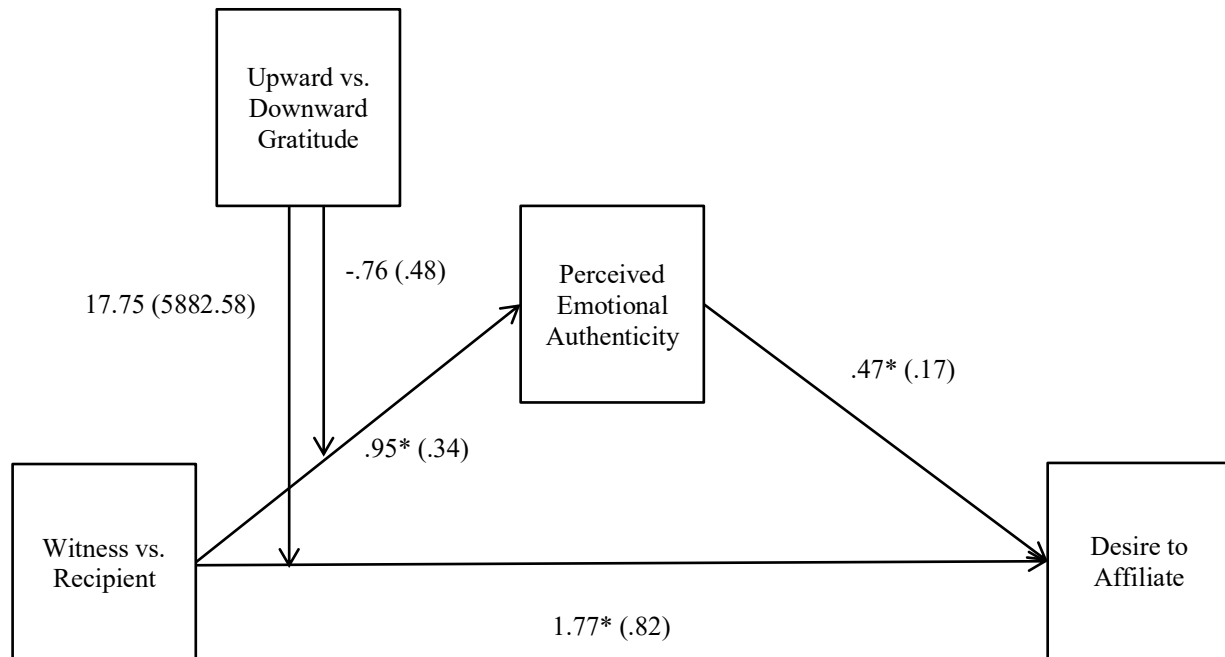 Upward vs.
Downward
Gratitude
-.76 (.48)
17.75 (5882.58)
Perceived
Emotional
Authenticity
.47* (.17)
.95* (.34)
Witness vs.
Recipient
Desire to
Affiliate
1.77* (.82)